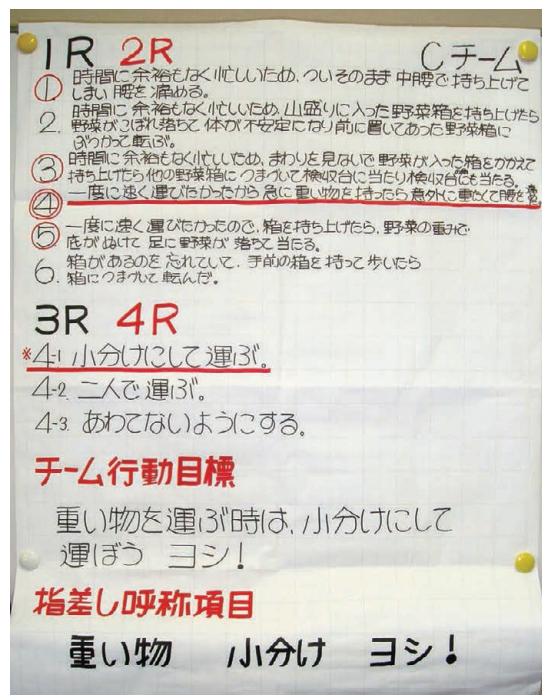 1R 2R Cチーム
① 時間に余裕もなく忙しいため、ついそのまま中腰で持ち上げて
しまい腰を痛める。
2. 時間に余裕もなく忙しいため、山盛りに入った野菜箱を持ち上げたら
野菜がこぼれ落ちて体が不安定になり前に置いてあった野菜箱に
ぶつかって転ぶ。
③ 時間に余裕もなく忙しいため、まわりを見ないで野菜が入った箱をかかえて
持ち上げたら他の野菜箱につまづいて検収台に当たり検収台にも当たる。
④ 一度に速く運びたかったから急に重い物を持ったら意外に重たくて腰を
⑤ 一度に速く運びたかったので、箱を持ち上げたら、野菜の重みで
底がぬけて足に野菜が落ちて当たる。
6. 箱があるのを忘れていて、手前の箱を持って歩いたら
箱につまづいて転んだ。
3R 4R
※4-1 小分けにして運ぶ。
4-2. 二人で運ぶ。
4-3. あわてないようにする。
チーム行動目標
重い物を運ぶ時は、小分けにして
運ぼう ヨシ!
指差し呼称項目
重い物 小分け ヨシ!